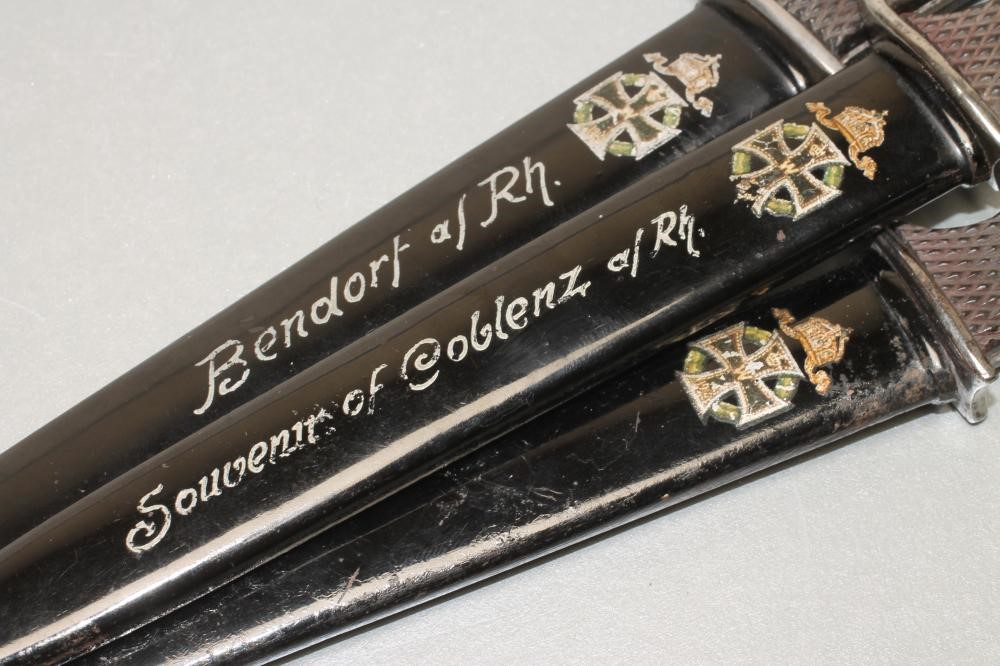 Bendorf a/ Rh.
Souvenir of Coblenz a/ Rh.